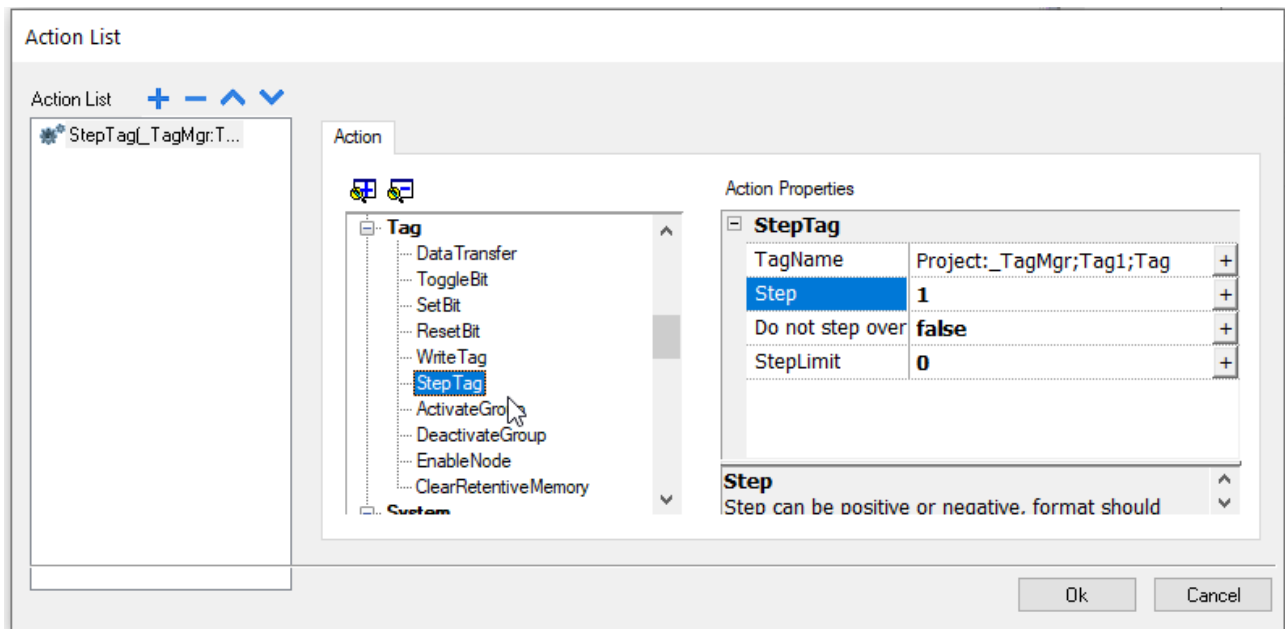 Action List
Action List
StepTag(_TagMgr:T...
Action
Tag
DataTransfer
ToggleBit
SetBit
ResetBit
WriteTag
StepTag
ActivateGroup
DeactivateGroup
EnableNode
ClearRetentiveMemory
System
Action Properties
StepTag
TagName Project:_TagMgr;Tag1;Tag +
Step 1 +
Do not step over false +
StepLimit 0 +
Step
Step can be positive or negative, format should
Ok Cancel